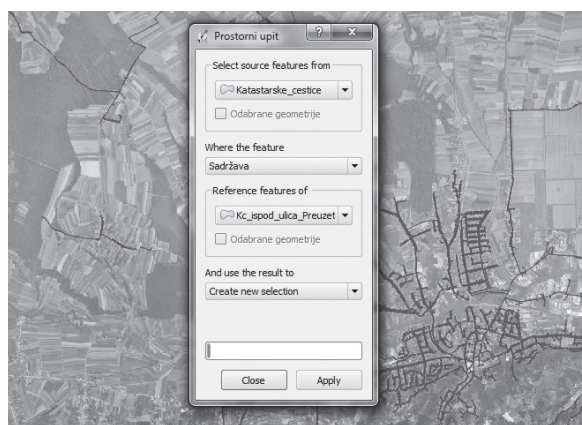 Prostorni upit
Select source features from
Katastarske_cestice
Odabrane geometrije
Where the feature
Sadržava
Reference features of
Kc_ispod_ulica_Preuzet
Odabrane geometrije
And use the result to
Create new selection
Close
Apply